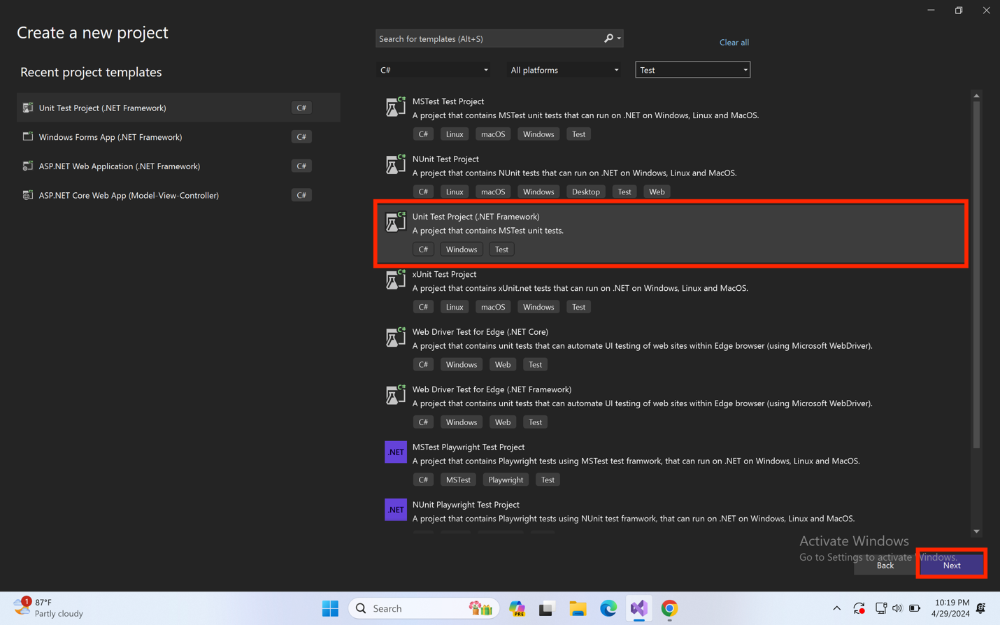 Create a new project
Search for templates (Alt+S)
Clear all
Recent project templates
C#
All platforms
Test
Unit Test Project (.NET Framework)
C#
Windows Forms App (.NET Framework)
C#
ASP.NET Web Application (.NET Framework)
C#
ASP.NET Core Web App (Model-View-Controller)
C#
C#
MSTest Test Project
A project that contains MSTest unit tests that can run on .NET on Windows, Linux and MacOS.
C# Linux macOS Windows Test
C#
NUnit Test Project
A project that contains NUnit tests that can run on .NET on Windows, Linux and MacOS.
C# Linux macOS Windows Desktop Test Web
C#
Unit Test Project (.NET Framework)
A project that contains MSTest unit tests.
C# Windows Test
C#
xUnit Test Project
A project that contains xUnit.net tests that can run on .NET on Windows, Linux and MacOS.
C# Linux macOS Windows Test
C#
Web Driver Test for Edge (.NET Core)
A project that contains unit tests that can automate UI testing of web sites within Edge browser (using Microsoft WebDriver).
C# Windows Web Test
C#
Web Driver Test for Edge (.NET Framework)
A project that contains unit tests that can automate UI testing of web sites within Edge browser (using Microsoft WebDriver).
C# Windows Web Test
.NET
MSTest Playwright Test Project
A project that contains Playwright tests using MSTest test framwork, that can run on .NET on Windows, Linux and MacOS.
C# MSTest Playwright Test
.NET
NUnit Playwright Test Project
A project that contains Playwright tests using NUnit test framwork, that can run on .NET on Windows, Linux and MacOS.
Activate Windows
Go to Settings to activate Windows.
Back
Next
1
87°F
Partly cloudy
Search
PRE
10:19 PM
4/29/2024